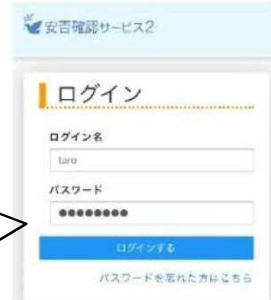 安否確認サービス2
ログイン
ログイン名
taro
パスワード
●●●●●●●●
ログインする
パスワードを忘れた方はこちら